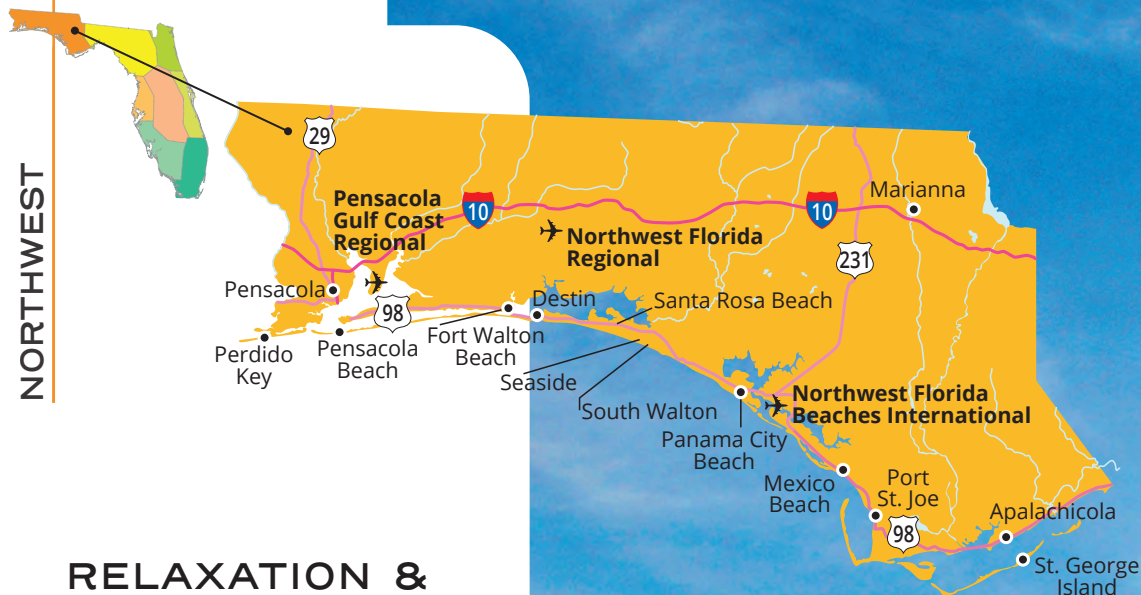 NORTHWEST
29
Pensacola
Gulf Coast
Regional
10
Northwest Florida
Regional
10
Marianna
231
Pensacola
98
Destin
Santa Rosa Beach
Fort Walton
Beach
Perdido
Key
Pensacola
Beach
Seaside
South Walton
Northwest Florida
Beaches International
Panama City
Beach
Mexico
Beach
Port
St. Joe
98
Apalachicola
St. George
Island
RELAXATION &